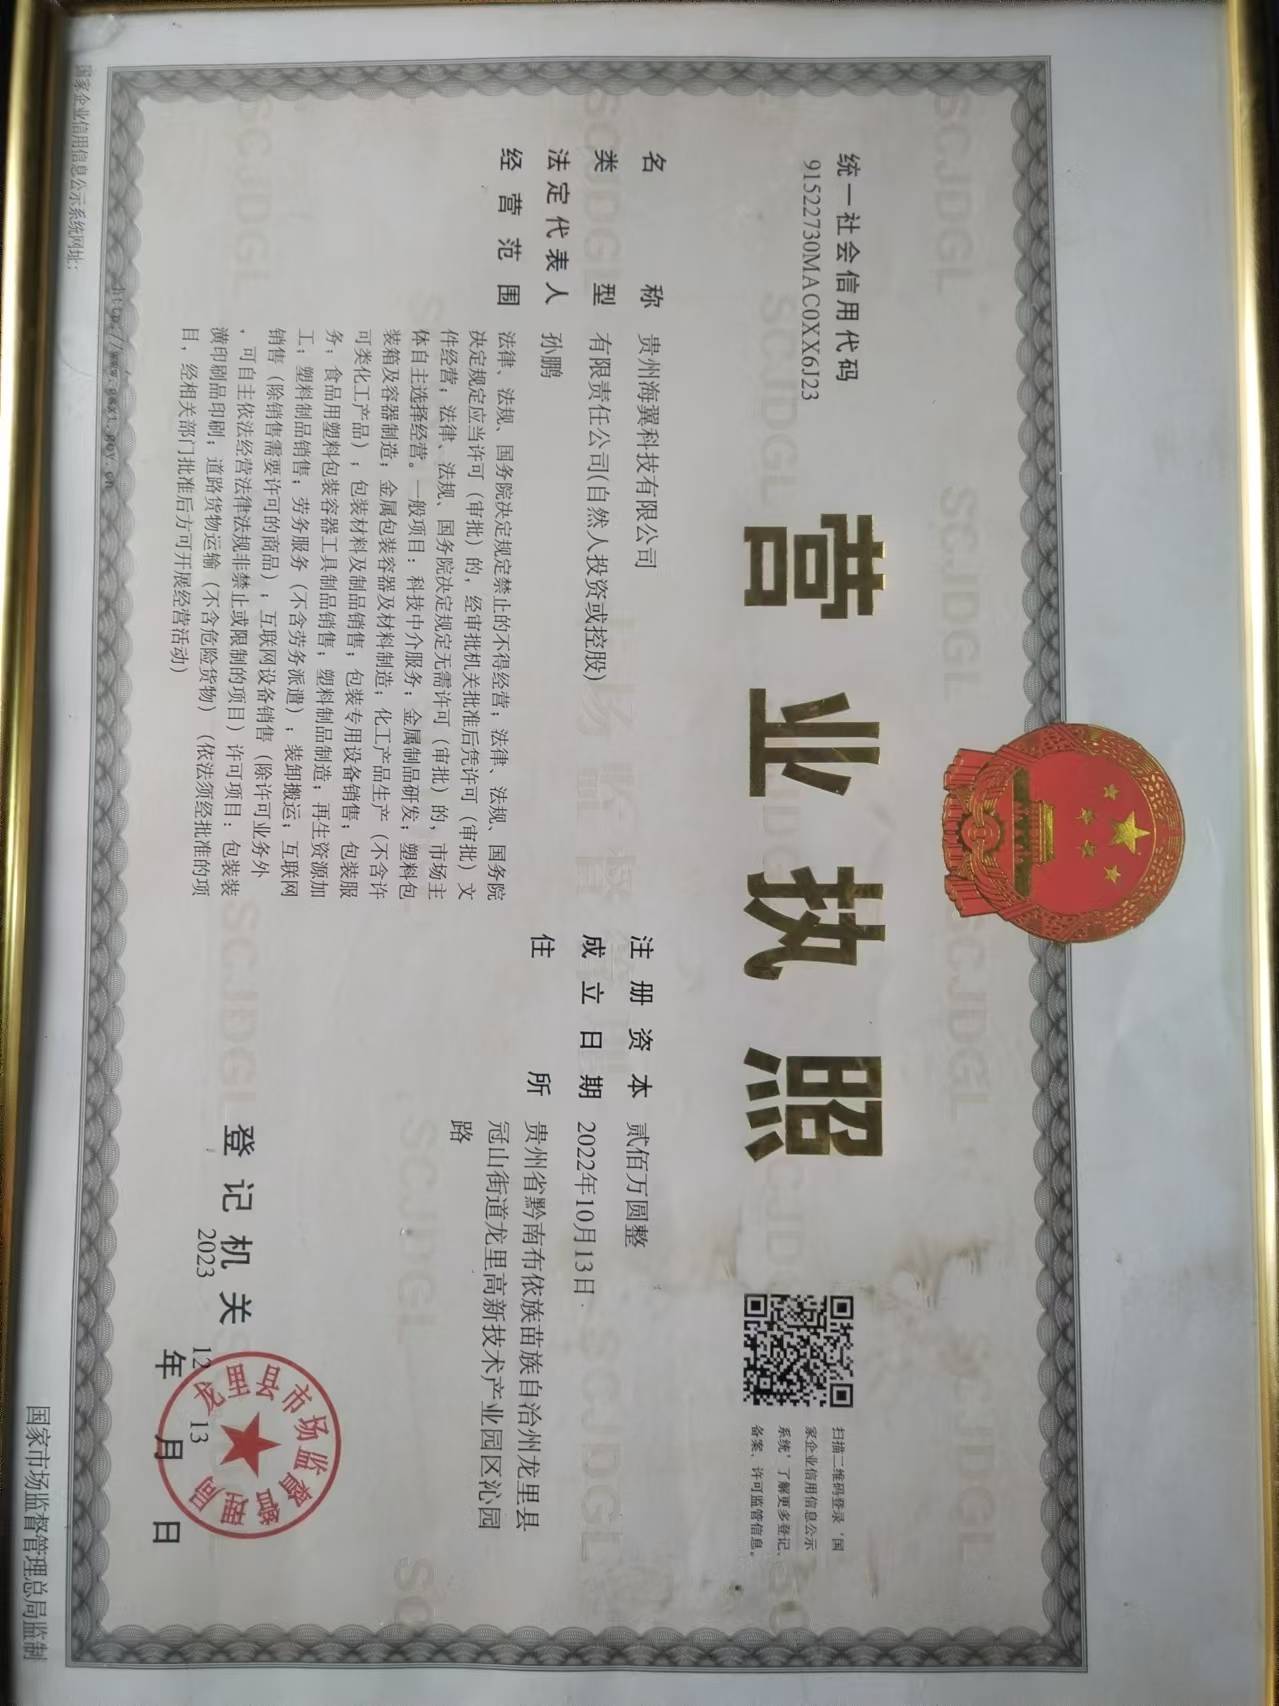 营业执照
统一社会信用代码
91522730MAC0XX6J23
扫描二维码登录‘国
家企业信用信息公示
系统’了解更多登记、
备案、许可监管信息。
名称 贵州海翼科技有限公司
类型 有限责任公司(自然人投资或控股)
法定代表人 孙鹏
经营范围 法律、法规、国务院决定规定禁止的不得经营；法律、法规、国务院
决定规定应当许可（审批）的，经审批机关批准后凭许可（审批）文
件经营；法律、法规、国务院决定规定无需许可（审批）的，市场主
体自主选择经营。一般项目：科技中介服务；金属制品研发；塑料包
装箱及容器制造；金属包装容器及材料制造；化工产品生产（不含许
可类化工产品）；包装材料及制品销售；包装专用设备销售；包装服
务；食品用塑料包装容器工具制品销售；塑料制品制造；再生资源加
工；塑料制品销售；劳务服务（不含劳务派遣）；装卸搬运；互联网
销售（除销售需要许可的商品）；互联网设备销售（除许可业务外
，可自主依法经营法律法规非禁止或限制的项目）许可项目：包装装
潢印刷品印刷；道路货物运输（不含危险货物）（依法须经批准的项
目，经相关部门批准后方可开展经营活动）
注册资本 贰佰万圆整
成立日期 2022年10月13日
住所 贵州省黔南布依族苗族自治州龙里县
冠山街道龙里高新技术产业园区沁园
路
登记机关
2023年12月13日
龙里县市场监督管理局
国家企业信用信息公示系统网址：http://www.gsxt.gov.cn
国家市场监督管理总局监制
SCJDGL